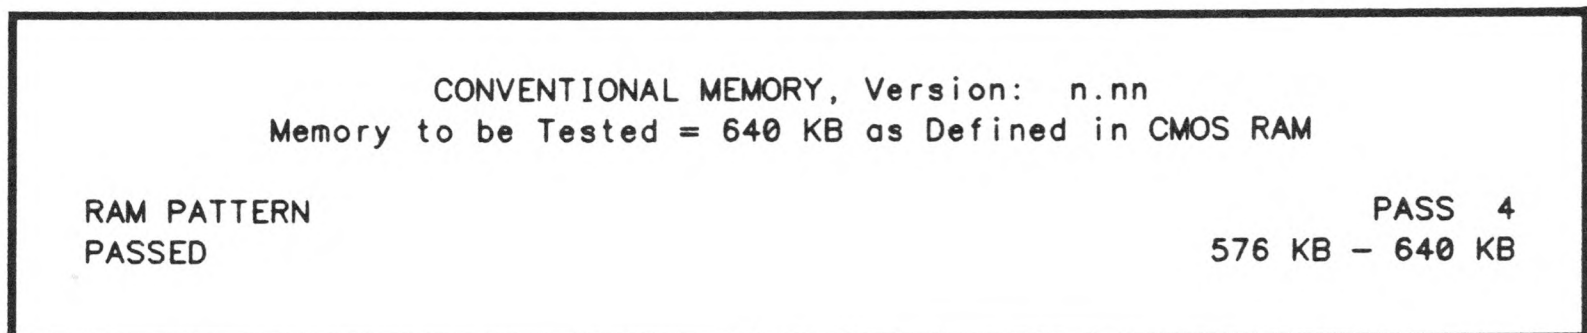 CONVENTIONAL MEMORY, Version: n.nn
Memory to be Tested = 640 KB as Defined in CMOS RAM
RAM PATTERN PASS 4
PASSED 576 KB – 640 KB